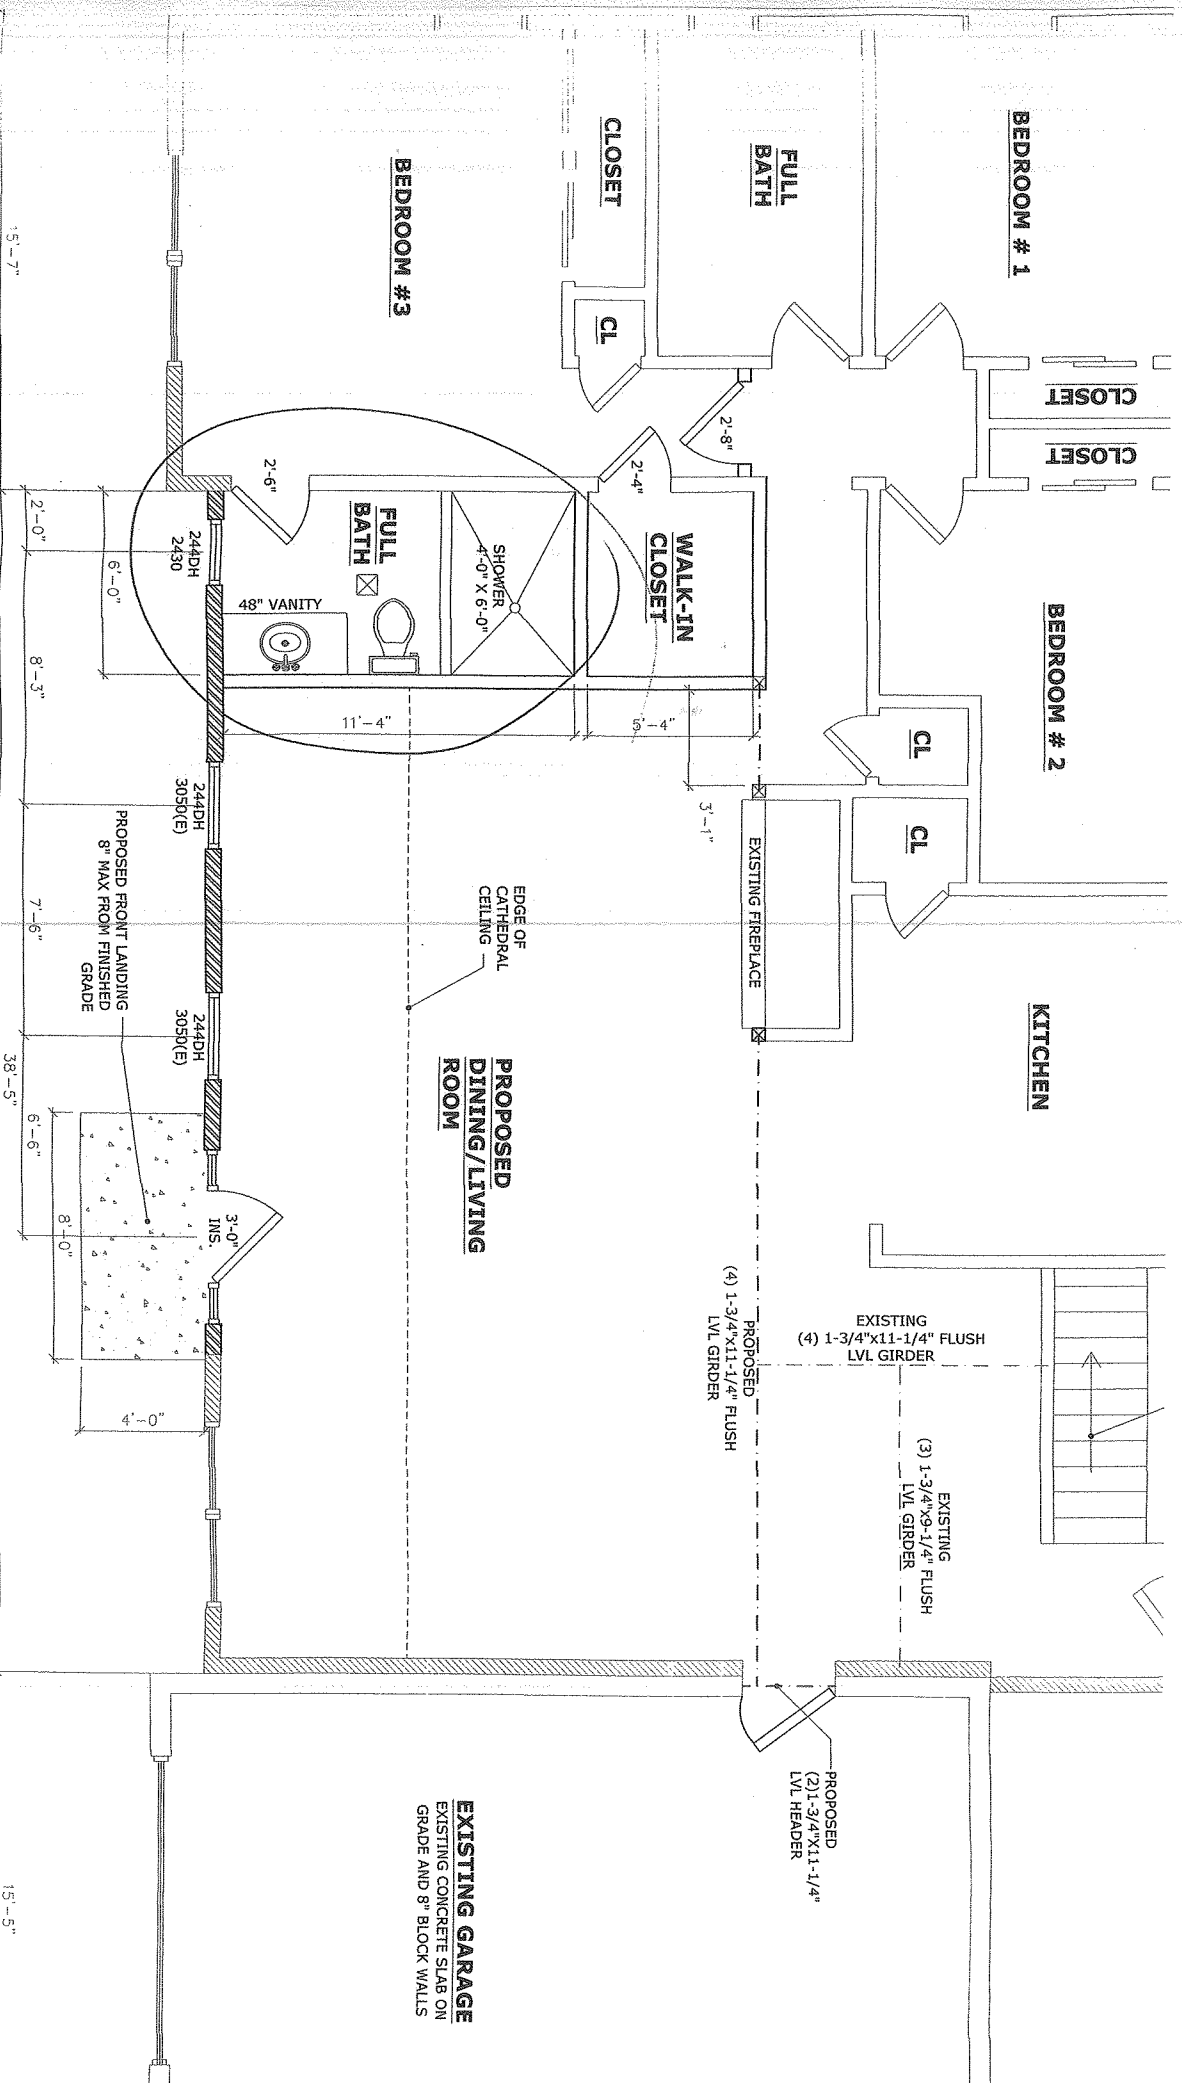 BEDROOM # 1
FULL
BATH
CLOSET
BEDROOM #3
CL
CLOSET
CLOSET
2'-8"
2'-4"
2'-6"
WALK-IN
CLOSET
FULL
BATH
SHOWER
4'-0" X 6'-0"
48" VANITY
244DH
2430
BEDROOM # 2
CL
CL
11'-4"
5'-4"
3'-1"
EXISTING FIREPLACE
KITCHEN
EDGE OF
CATHEDRAL
CEILING
PROPOSED
DINING/LIVING
ROOM
244DH
3050(E)
244DH
3050(E)
PROPOSED FRONT LANDING
8" MAX FROM FINISHED
GRADE
3'-0"
INS.
EXISTING
(4) 1-3/4"x11-1/4" FLUSH
LVL GIRDER
PROPOSED
(4) 1-3/4"x11-1/4" FLUSH
LVL GIRDER
EXISTING
(3) 1-3/4"x9-1/4" FLUSH
LVL GIRDER
PROPOSED
(2)1-3/4"X11-1/4"
LVL HEADER
EXISTING GARAGE
EXISTING CONCRETE SLAB ON
GRADE AND 8" BLOCK WALLS
15'-7"
2'-0"
6'-0"
8'-3"
7'-6"
6'-6"
38'-5"
8'-0"
4'-0"
15'-5"